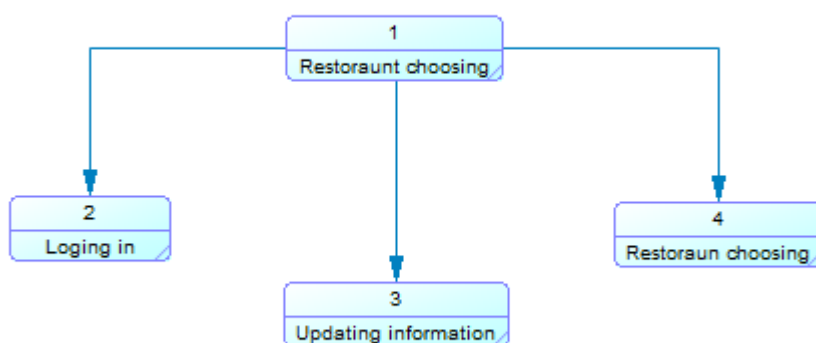 1
Restoraunt choosing
2
Loging in
4
Restoraun choosing
3
Updating information